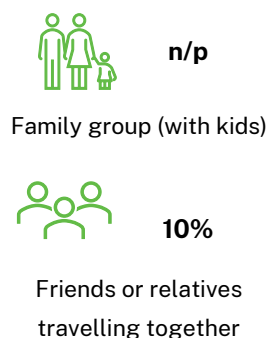 n/p
Family group (with kids)
10%
Friends or relatives
travelling together